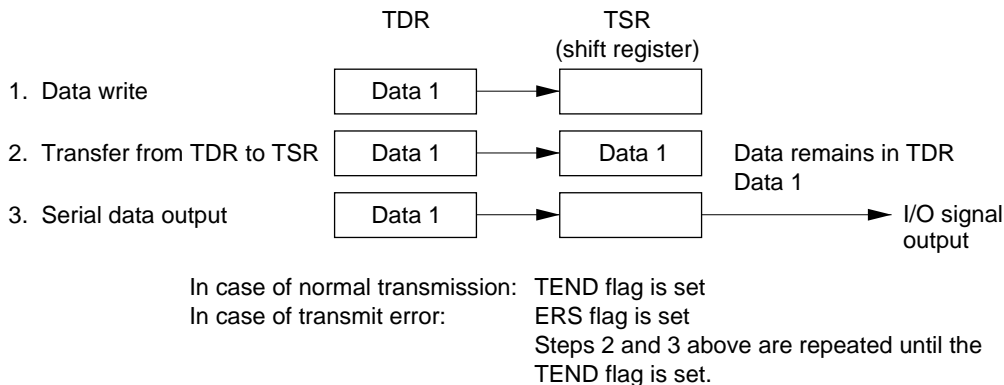 TDR
TSR
(shift register)
1. Data write
Data 1
2. Transfer from TDR to TSR
Data 1
Data 1
Data remains in TDR
Data 1
3. Serial data output
Data 1
I/O signal
output
In case of normal transmission: TEND flag is set
In case of transmit error: ERS flag is set
Steps 2 and 3 above are repeated until the
TEND flag is set.